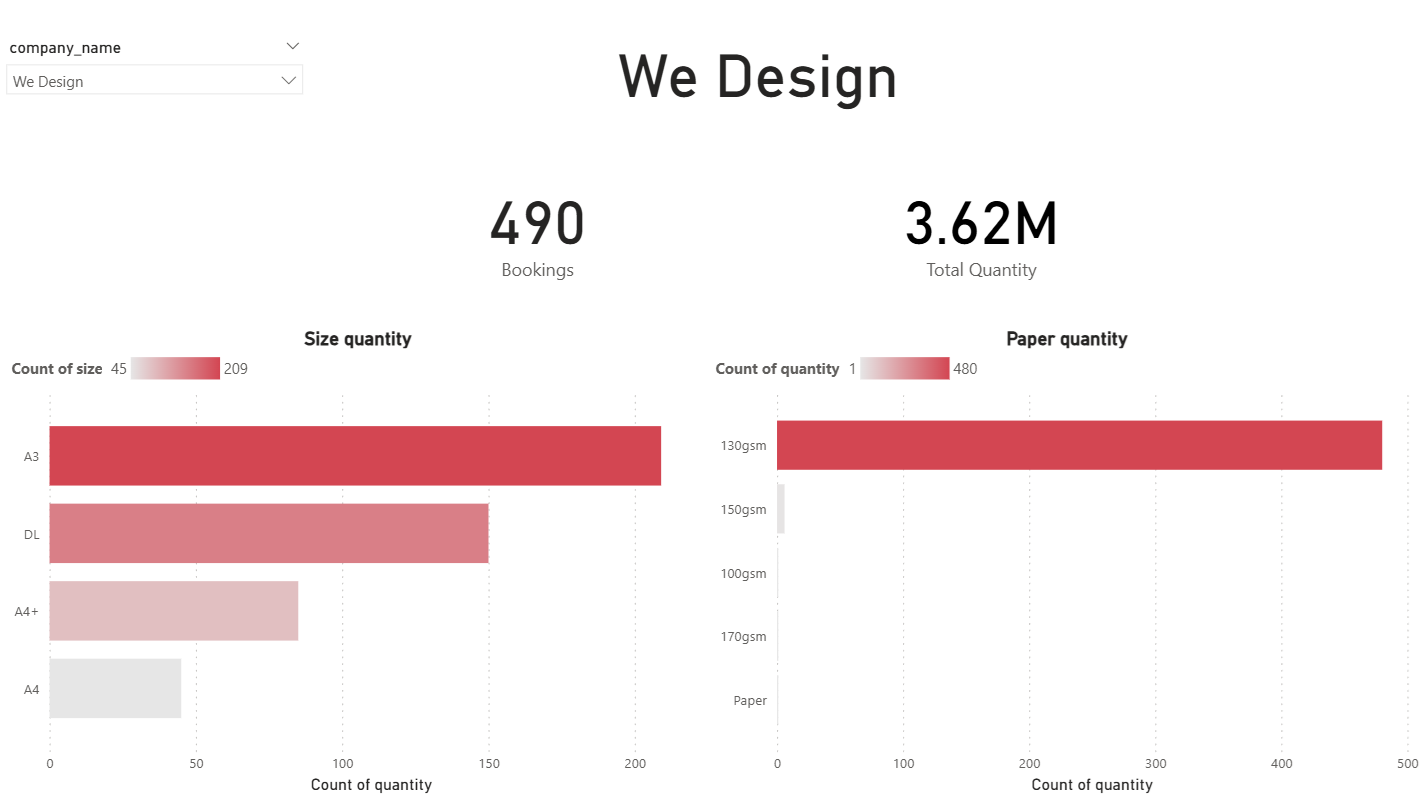 company_name
We Design
We Design
490
Bookings
3.62M
Total Quantity
Size quantity
Count of size 45 209
A3
DL
A4+
A4
0 50 100 150 200
Count of quantity
Paper quantity
Count of quantity 1 480
130gsm
150gsm
100gsm
170gsm
Paper
0 100 200 300 400 500
Count of quantity